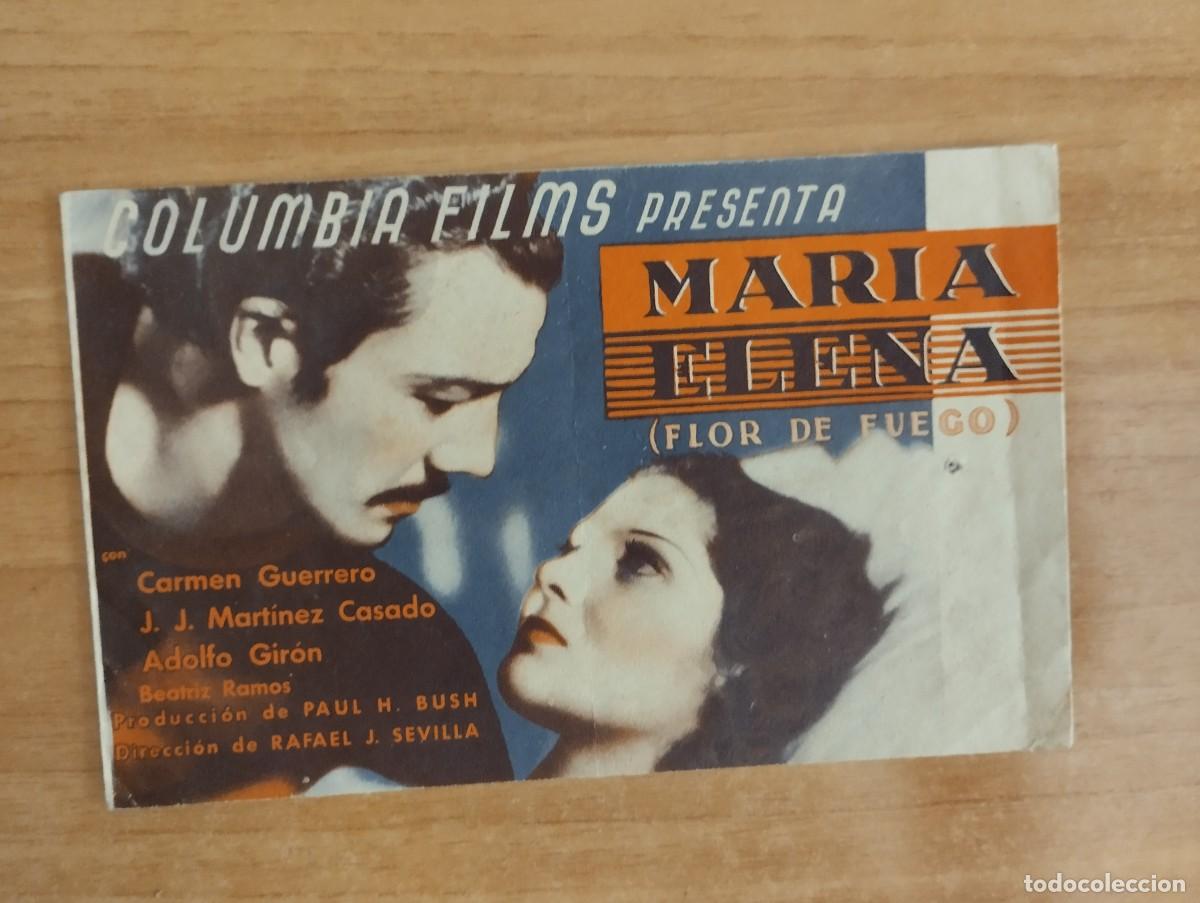 COLUMBIA FILMS PRESENTA
MARIA
ELENA
(FLOR DE FUEGO)
con
Carmen Guerrero
J. J. Martínez Casado
Adolfo Girón
Beatriz Ramos
Producción de PAUL H. BUSH
Dirección de RAFAEL J. SEVILLA
todocoleccion